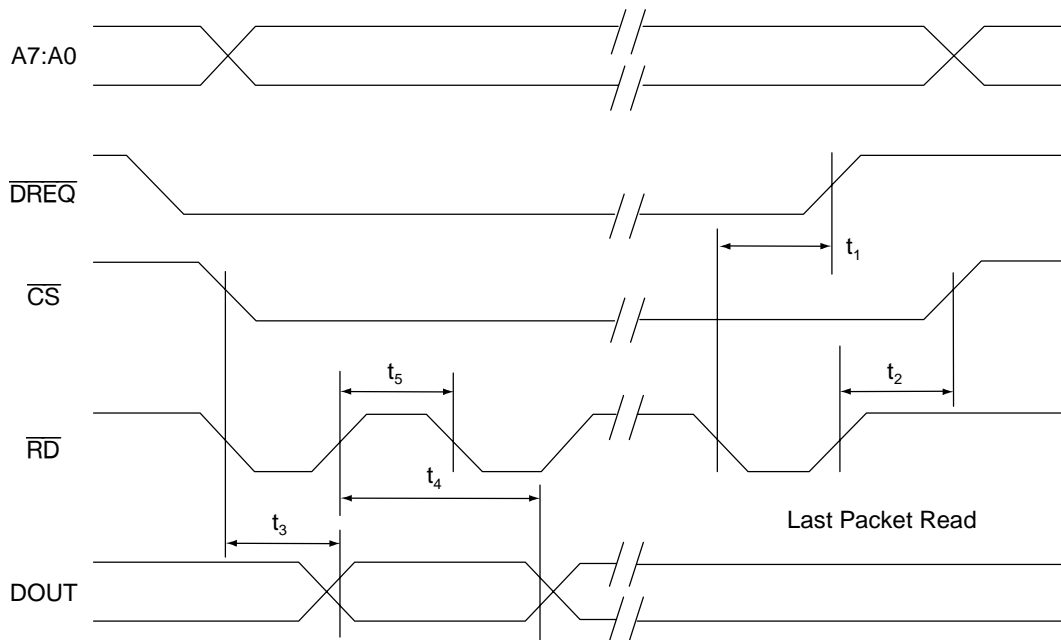 A7:A0
DREQ
t1
CS
t2
t5
RD
t4
Last Packet Read
t3
DOUT